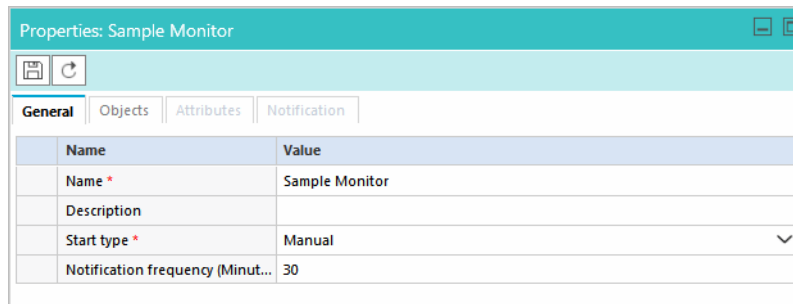 Properties: Sample Monitor
General Objects Attributes Notification
Name Value
Name * Sample Monitor
Description
Start type * Manual
Notification frequency (Minut... 30